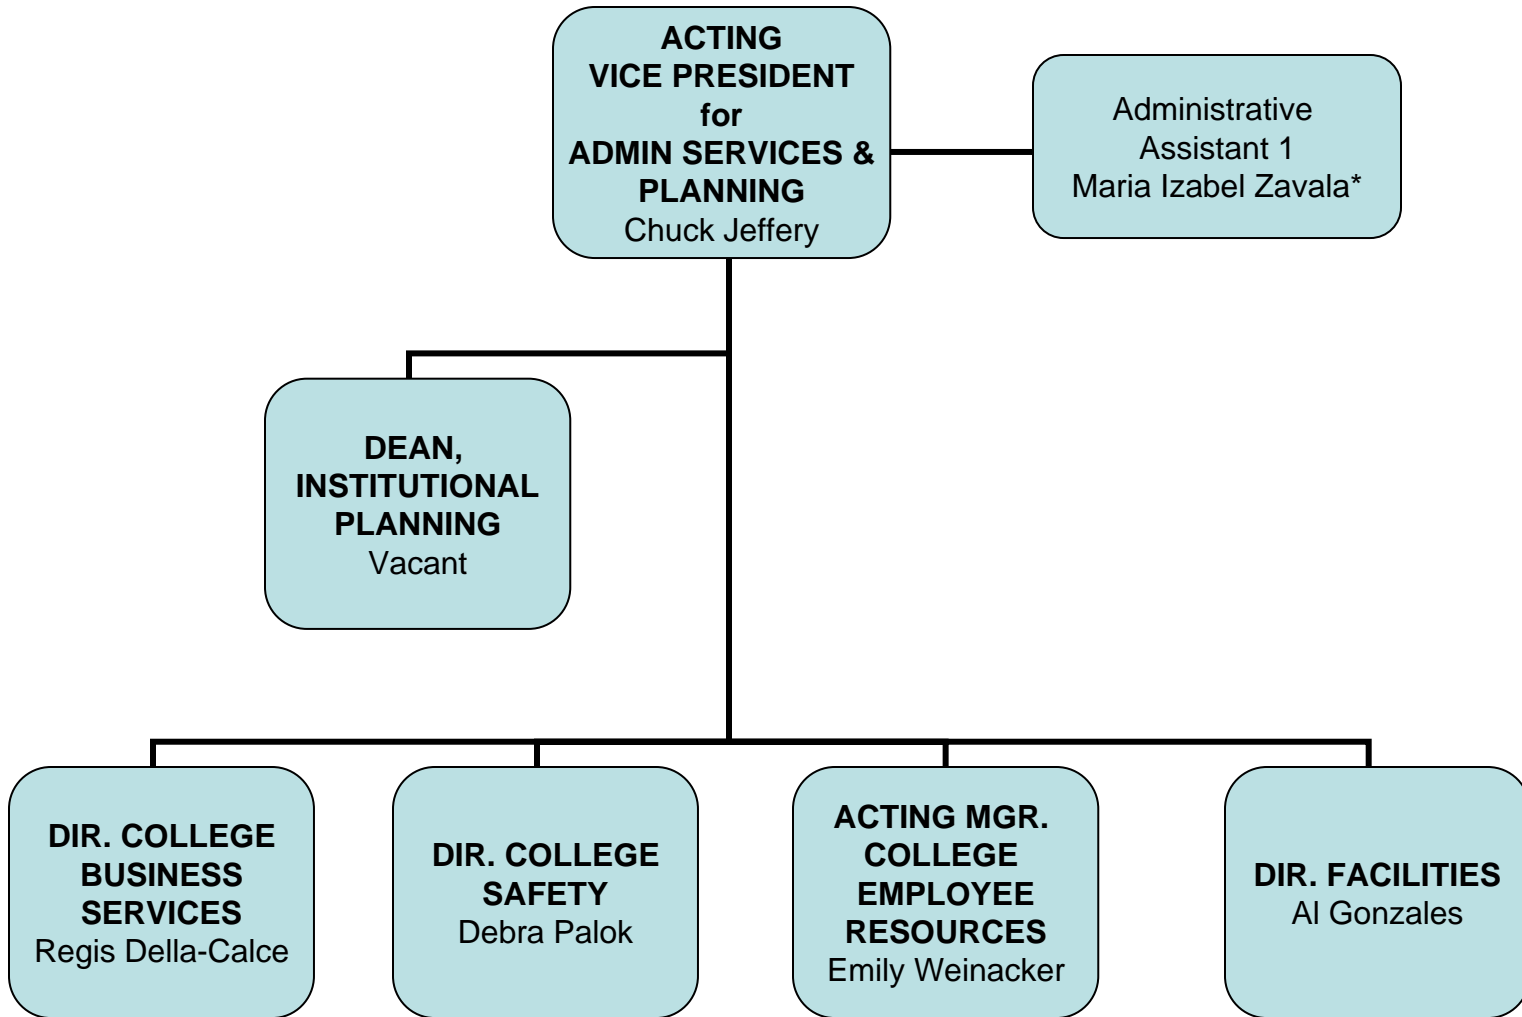 ACTING
VICE PRESIDENT
for
ADMIN SERVICES &
PLANNING
Chuck Jeffery
Administrative
Assistant 1
Maria Izabel Zavala*
DEAN,
INSTITUTIONAL
PLANNING
Vacant
DIR. COLLEGE
BUSINESS
SERVICES
Regis Della-Calce
DIR. COLLEGE
SAFETY
Debra Palok
ACTING MGR.
COLLEGE
EMPLOYEE
RESOURCES
Emily Weinacker
DIR. FACILITIES
Al Gonzales